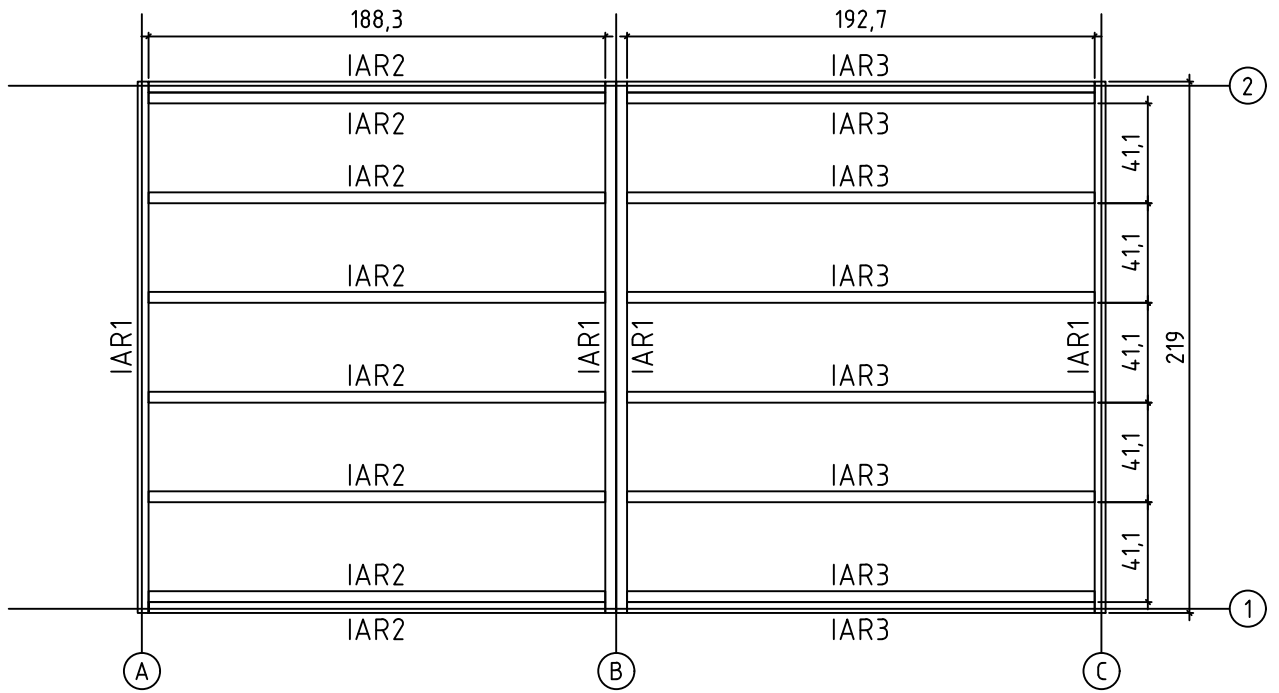 188,3 192,7
IAR2 IAR3
2
IAR2 IAR3
41,1
IAR2 IAR3
41,1
IAR2 IAR3
IAR1 IAR1 IAR1 IAR1 41,1 219
IAR2 IAR3
41,1
IAR2 IAR3
41,1
IAR2 IAR3
1
IAR2 IAR3
A B C